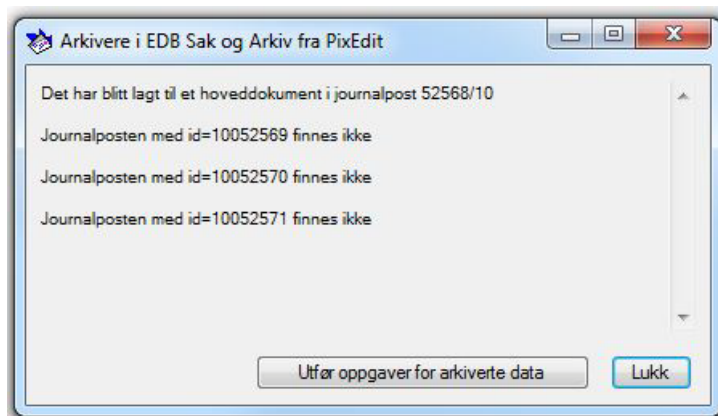 Arkivere i EDB Sak og Arkiv fra PixEdit
Det har blitt lagt til et hoveddokument i journalpost 52568/10
Journalposten med id=10052569 finnes ikke
Journalposten med id=10052570 finnes ikke
Journalposten med id=10052571 finnes ikke
Utfør oppgaver for arkiverte data
Lukk